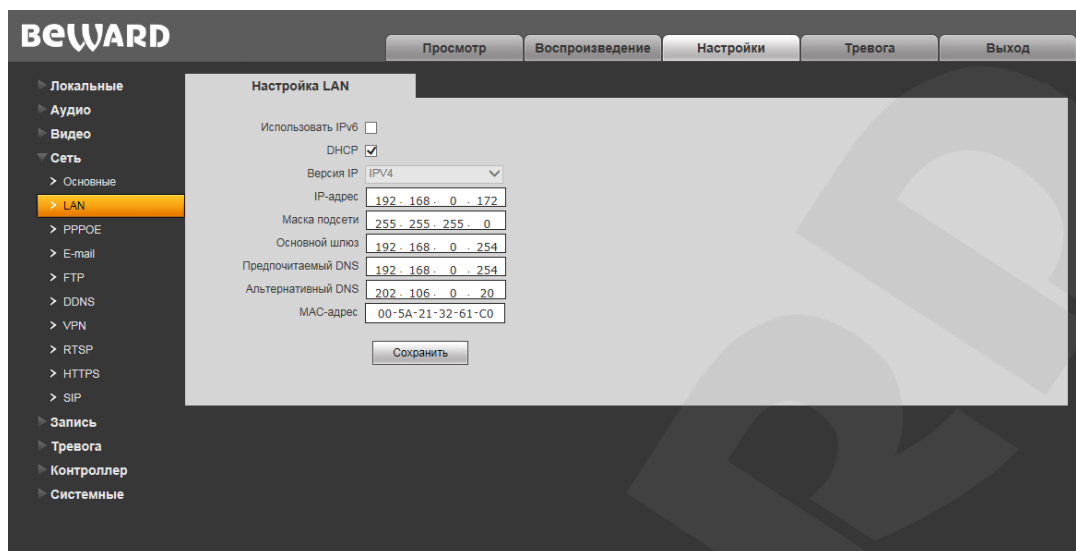 BEWARD
Просмотр
Воспроизведение
Настройки
Тревога
Выход
Локальные
Аудио
Видео
Сеть
Основные
LAN
PPPOE
E-mail
FTP
DDNS
VPN
RTSP
HTTPS
SIP
Запись
Тревога
Контроллер
Системные
Настройка LAN
Использовать IPv6
DHCP
Версия IP IPV4
IP-адрес 192 . 168 . 0 . 172
Маска подсети 255 . 255 . 255 . 0
Основной шлюз 192 . 168 . 0 . 254
Предпочитаемый DNS 192 . 168 . 0 . 254
Альтернативный DNS 202 . 106 . 0 . 20
MAC-адрес 00-5A-21-32-61-C0
Сохранить